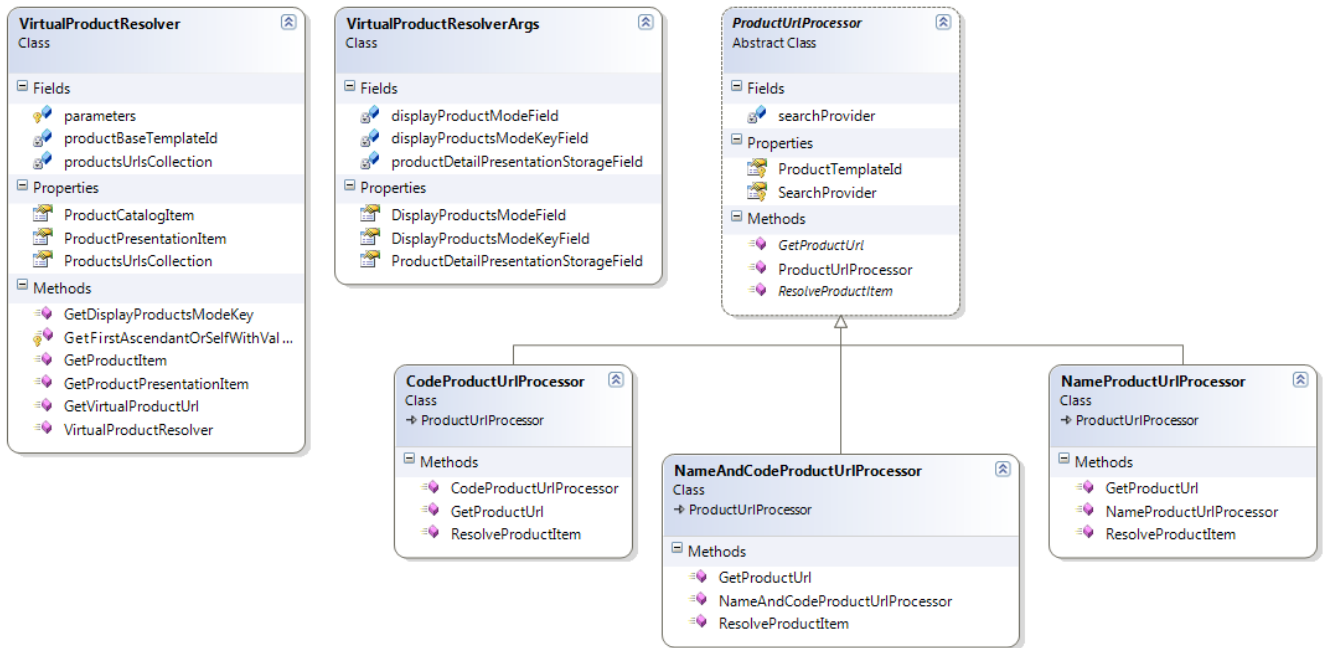 VirtualProductResolver
Class
Fields
parameters
productBaseTemplateId
productsUrlsCollection
Properties
ProductCatalogItem
ProductPresentationItem
ProductsUrlsCollection
Methods
GetDisplayProductsModeKey
GetFirstAscendantOrSelfWithVal ...
GetProductItem
GetProductPresentationItem
GetVirtualProductUrl
VirtualProductResolver
VirtualProductResolverArgs
Class
Fields
displayProductModeField
displayProductsModeKeyField
productDetailPresentationStorageField
Properties
DisplayProductsModeField
DisplayProductsModeKeyField
ProductDetailPresentationStorageField
ProductUrlProcessor
Abstract Class
Fields
searchProvider
Properties
ProductTemplateId
SearchProvider
Methods
GetProductUrl
ProductUrlProcessor
ResolveProductItem
CodeProductUrlProcessor
Class
ProductUrlProcessor
Methods
CodeProductUrlProcessor
GetProductUrl
ResolveProductItem
NameAndCodeProductUrlProcessor
Class
ProductUrlProcessor
Methods
GetProductUrl
NameAndCodeProductUrlProcessor
ResolveProductItem
NameProductUrlProcessor
Class
ProductUrlProcessor
Methods
GetProductUrl
NameProductUrlProcessor
ResolveProductItem